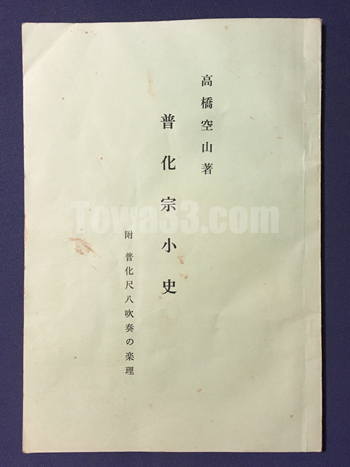 高橋空山著
普化宗小史
附 普化尺八吹奏の楽理
Towa33.com